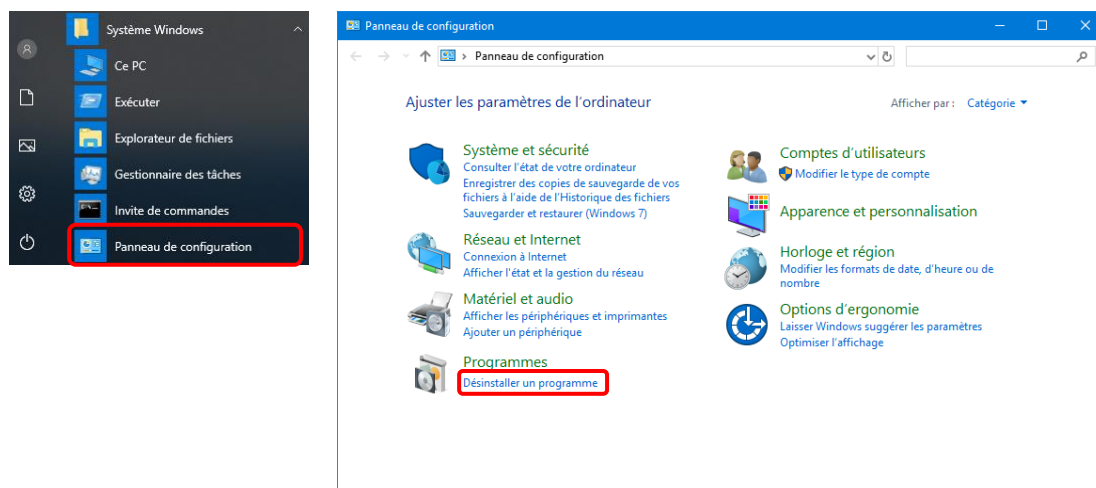 Système Windows
Ce PC
Exécuter
Explorateur de fichiers
Gestionnaire des tâches
Invite de commandes
Panneau de configuration
Panneau de configuration
Panneau de configuration
Ajuster les paramètres de l'ordinateur
Afficher par : Catégorie
Système et sécurité
Consulter l'état de votre ordinateur
Enregistrer des copies de sauvegarde de vos
fichiers à l'aide de l'Historique des fichiers
Sauvegarder et restaurer (Windows 7)
Réseau et Internet
Connexion à Internet
Afficher l'état et la gestion du réseau
Matériel et audio
Afficher les périphériques et imprimantes
Ajouter un périphérique
Programmes
Désinstaller un programme
Comptes d'utilisateurs
Modifier le type de compte
Apparence et personnalisation
Horloge et région
Modifier les formats de date, d'heure ou de
nombre
Options d'ergonomie
Laisser Windows suggérer les paramètres
Optimiser l'affichage